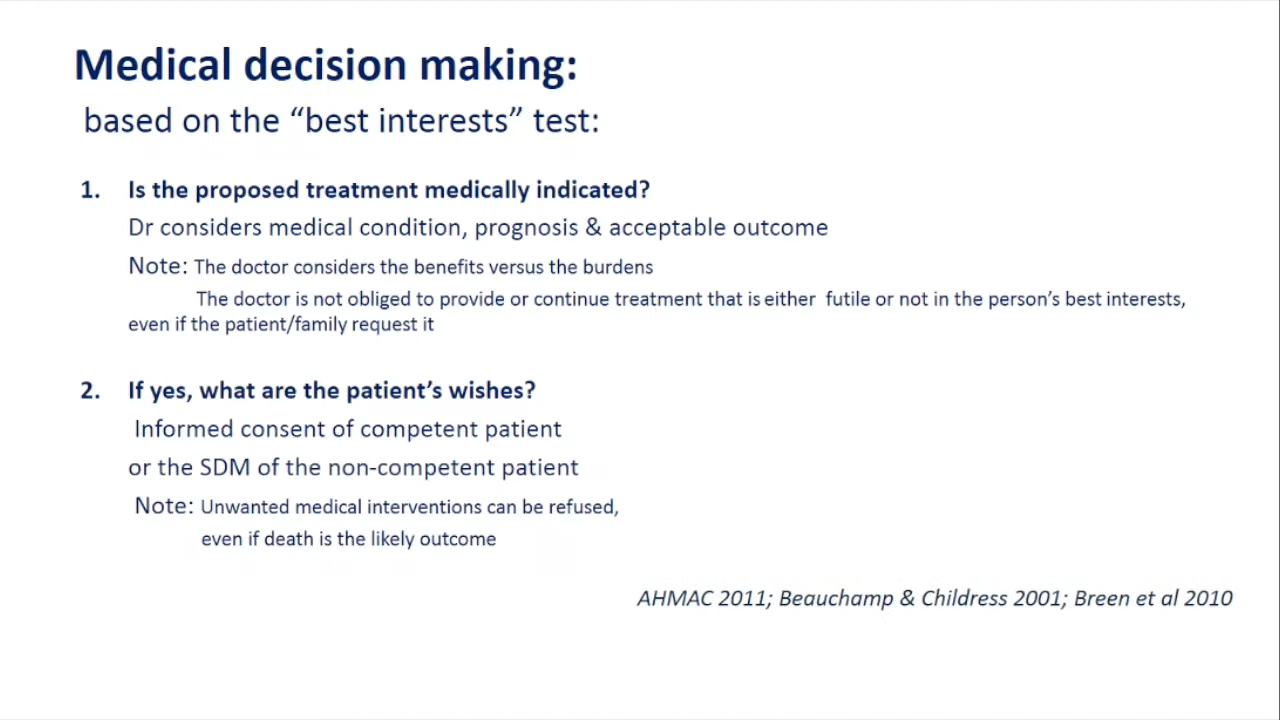 Medical decision making:
based on the “best interests” test:
1. Is the proposed treatment medically indicated?
Dr considers medical condition, prognosis & acceptable outcome
Note: The doctor considers the benefits versus the burdens
The doctor is not obliged to provide or continue treatment that is either futile or not in the person’s best interests,
even if the patient/family request it
2. If yes, what are the patient’s wishes?
Informed consent of competent patient
or the SDM of the non-competent patient
Note: Unwanted medical interventions can be refused,
even if death is the likely outcome
AHMAC 2011; Beauchamp & Childress 2001; Breen et al 2010